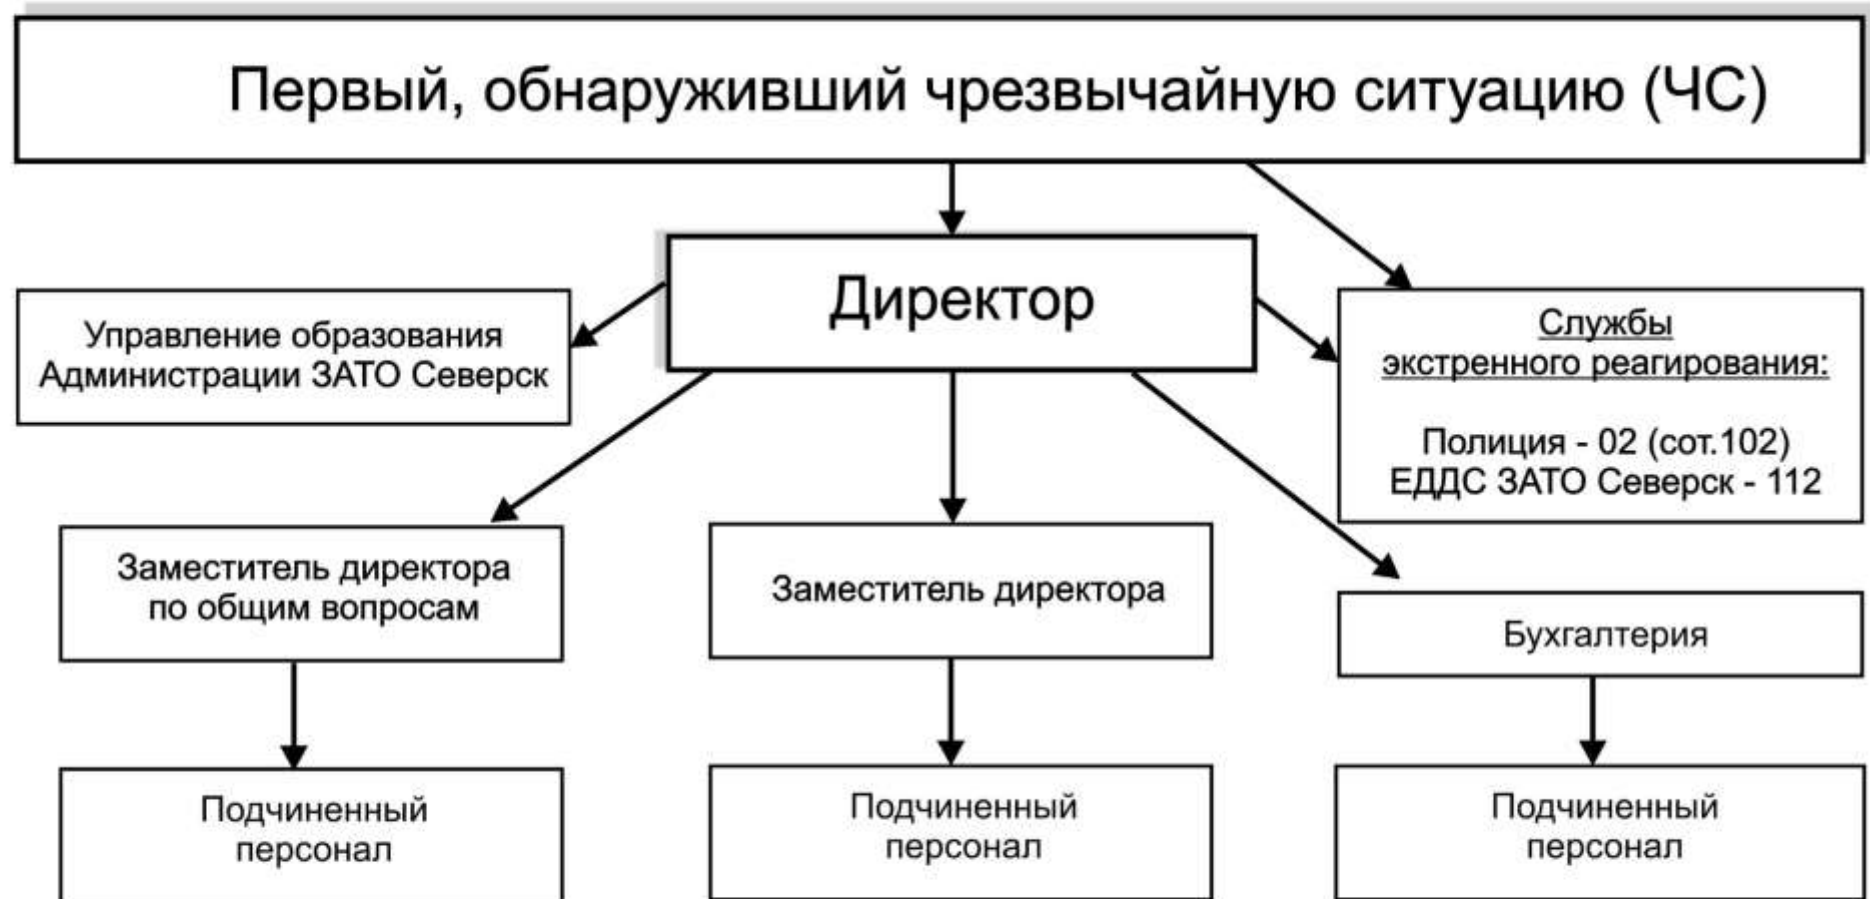 Первый, обнаруживший чрезвычайную ситуацию (ЧС)
Директор
Управление образования
Администрации ЗАТО Северск
Службы
экстренного реагирования:
Полиция - 02 (сот.102)
ЕДДС ЗАТО Северск - 112
Заместитель директора
по общим вопросам
Заместитель директора
Бухгалтерия
Подчиненный
персонал
Подчиненный
персонал
Подчиненный
персонал